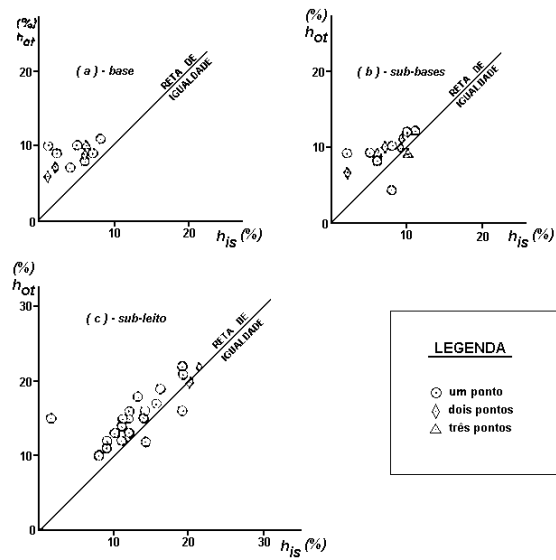 (%)
hot
20
10
0
( a ) - base
RETA DE
IGUALDADE
10
20
his (%)
(%)
hot
20
10
0
( b ) - sub-bases
RETA DE
IGUALDADE
10
20
his (%)
(%)
hot
30
20
10
0
( c ) - sub-leito
RETA DE
IGUALDADE
10
20
30
his (%)
LEGENDA
um ponto
dois pontos
três pontos